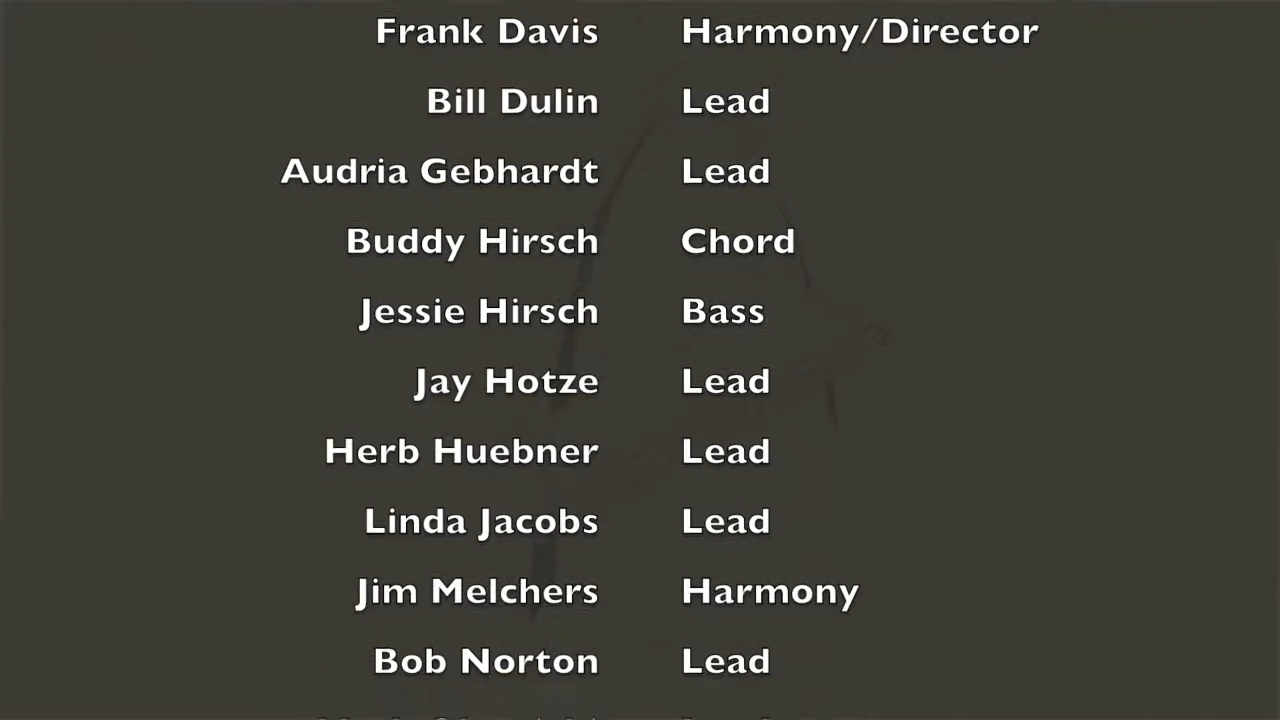 Frank Davis Harmony/Director
Bill Dulin Lead
Audria Gebhardt Lead
Buddy Hirsch Chord
Jessie Hirsch Bass
Jay Hotze Lead
Herb Huebner Lead
Linda Jacobs Lead
Jim Melchers Harmony
Bob Norton Lead